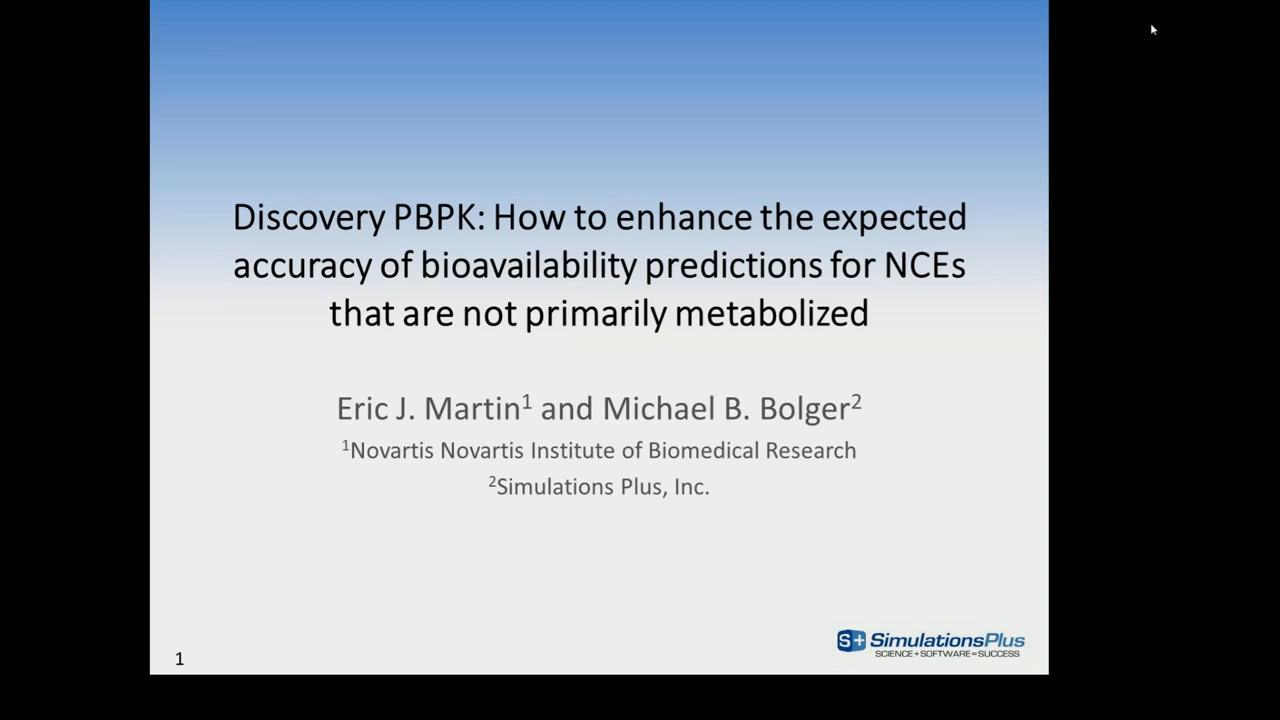 Discovery PBPK: How to enhance the expected
accuracy of bioavailability predictions for NCEs
that are not primarily metabolized
Eric J. Martin¹ and Michael B. Bolger²
¹Novartis Novartis Institute of Biomedical Research
²Simulations Plus, Inc.
S+ SimulationsPlus
SCIENCE + SOFTWARE = SUCCESS
1